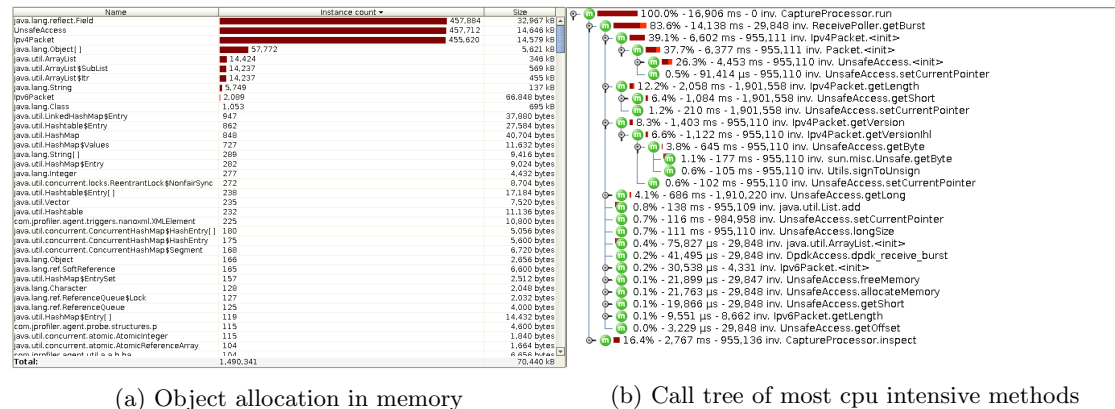 Name Instance count ▾ Size
java.lang.reflect.Field 457,884 32,967 kB
UnsafeAccess 457,712 14,646 kB
Ipv4Packet 455,620 14,579 kB
java.lang.Object[ ] 57,772 5,621 kB
java.util.ArrayList 14,424 346 kB
java.util.ArrayList$SubList 14,237 569 kB
java.util.ArrayList$Itr 14,237 455 kB
java.lang.String 5,749 137 kB
Ipv6Packet 2,089 66,848 bytes
java.lang.Class 1,053 695 kB
java.util.LinkedHashMap$Entry 947 37,880 bytes
java.util.Hashtable$Entry 862 27,584 bytes
java.util.HashMap 848 40,704 bytes
java.util.HashMap$Values 727 11,632 bytes
java.lang.String[ ] 289 9,416 bytes
java.util.HashMap$Entry 282 9,024 bytes
java.lang.Integer 277 4,432 bytes
java.util.concurrent.locks.ReentrantLock$NonfairSync 272 8,704 bytes
java.util.Hashtable$Entry[ ] 238 17,184 bytes
java.util.Vector 235 7,520 bytes
java.util.Hashtable 232 11,136 bytes
com.jprofiler.agent.triggers.nanoxml.XMLElement 225 10,800 bytes
java.util.concurrent.ConcurrentHashMap$HashEntry[ ] 180 5,056 bytes
java.util.concurrent.ConcurrentHashMap$HashEntry 175 5,600 bytes
java.util.concurrent.ConcurrentHashMap$Segment 168 6,720 bytes
java.lang.Object 166 2,656 bytes
java.lang.ref.SoftReference 165 6,600 bytes
java.util.HashMap$EntrySet 157 2,512 bytes
java.lang.Character 128 2,048 bytes
java.lang.ref.ReferenceQueue$Lock 127 2,032 bytes
java.lang.ref.ReferenceQueue 125 4,000 bytes
java.util.HashMap$Entry[ ] 119 14,432 bytes
com.jprofiler.agent.probe.structures.p 115 4,600 bytes
java.util.concurrent.atomic.AtomicInteger 115 1,840 bytes
java.util.concurrent.atomic.AtomicReferenceArray 104 1,664 bytes
com.jprofiler.agent.util.a.a.b.ba 104 6,656 bytes
Total: 1,490,341 70,440 kB
(a) Object allocation in memory
100.0% - 16,906 ms - 0 inv. CaptureProcessor.run
83.6% - 14,138 ms - 29,848 inv. ReceivePoller.getBurst
39.1% - 6,602 ms - 955,111 inv. Ipv4Packet.<init>
37.7% - 6,377 ms - 955,111 inv. Packet.<init>
26.3% - 4,453 ms - 955,110 inv. UnsafeAccess.<init>
0.5% - 91,414 µs - 955,110 inv. UnsafeAccess.setCurrentPointer
12.2% - 2,058 ms - 1,901,558 inv. Ipv4Packet.getLength
6.4% - 1,084 ms - 1,901,558 inv. UnsafeAccess.getShort
1.2% - 210 ms - 1,901,558 inv. UnsafeAccess.setCurrentPointer
8.3% - 1,403 ms - 955,110 inv. Ipv4Packet.getVersion
6.6% - 1,122 ms - 955,110 inv. Ipv4Packet.getVersionIhl
3.8% - 645 ms - 955,110 inv. UnsafeAccess.getByte
1.1% - 177 ms - 955,110 inv. sun.misc.Unsafe.getByte
0.6% - 105 ms - 955,110 inv. Utils.signToUnsign
0.6% - 102 ms - 955,110 inv. UnsafeAccess.setCurrentPointer
4.1% - 686 ms - 1,910,220 inv. UnsafeAccess.getLong
0.8% - 138 ms - 955,109 inv. java.util.List.add
0.7% - 116 ms - 984,958 inv. UnsafeAccess.setCurrentPointer
0.7% - 111 ms - 955,110 inv. UnsafeAccess.longSize
0.4% - 75,827 µs - 29,848 inv. java.util.ArrayList.<init>
0.2% - 41,495 µs - 29,848 inv. DpdkAccess.dpdk_receive_burst
0.2% - 30,538 µs - 4,331 inv. Ipv6Packet.<init>
0.1% - 21,899 µs - 29,847 inv. UnsafeAccess.freeMemory
0.1% - 21,763 µs - 29,848 inv. UnsafeAccess.allocateMemory
0.1% - 19,866 µs - 29,848 inv. UnsafeAccess.getShort
0.1% - 9,551 µs - 8,662 inv. Ipv6Packet.getLength
0.0% - 3,229 µs - 29,848 inv. UnsafeAccess.getOffset
16.4% - 2,767 ms - 955,136 inv. CaptureProcessor.inspect
(b) Call tree of most cpu intensive methods